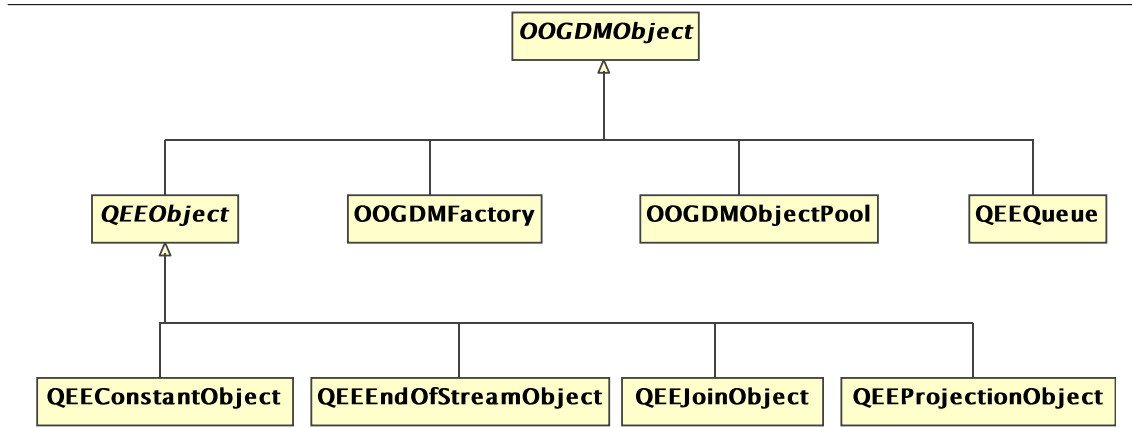 OOGDMObject
QEEObject
OOGDMFactory
OOGDMObjectPool
QEEQueue
QEEConstantObject
QEEEndOfStreamObject
QEEJoinObject
QEEProjectionObject